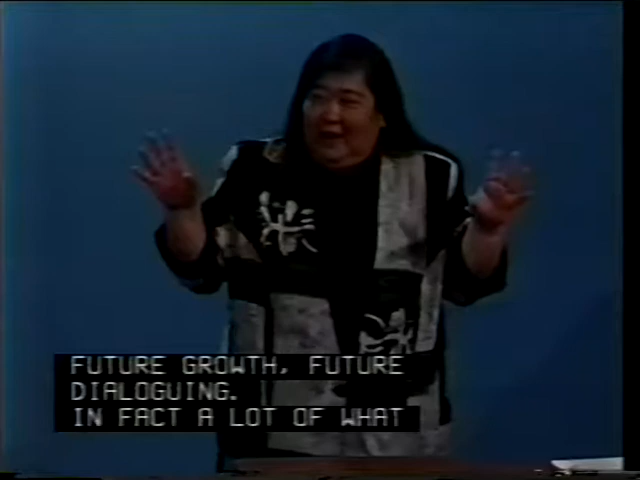 FUTURE GROWTH, FUTURE
DIALOGUING.
IN FACT A LOT OF WHAT